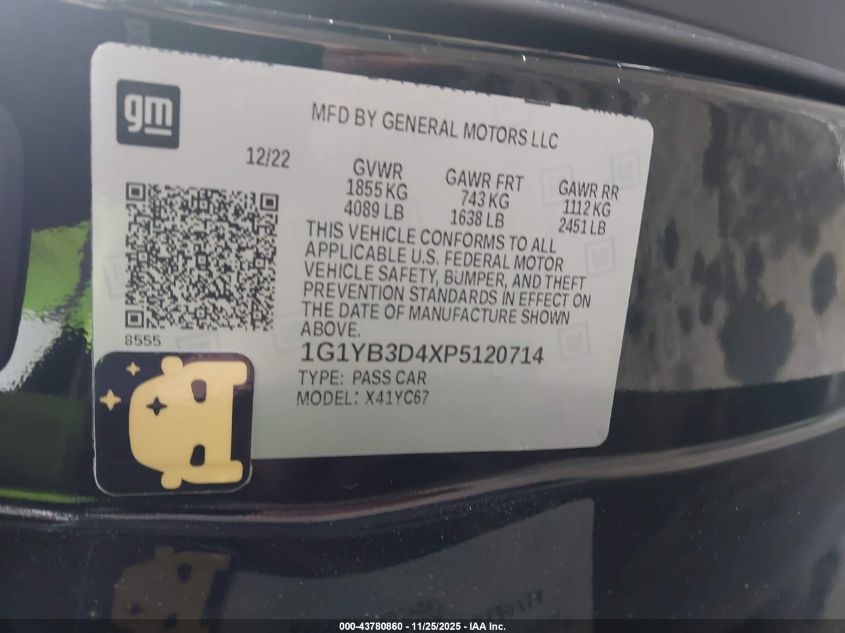 gm
MFD BY GENERAL MOTORS LLC
12/22
GVWR GAWR FRT GAWR RR
1855 KG 743 KG 1112 KG
4089 LB 1638 LB 2451 LB
THIS VEHICLE CONFORMS TO ALL
APPLICABLE U.S. FEDERAL MOTOR
VEHICLE SAFETY, BUMPER, AND THEFT
PREVENTION STANDARDS IN EFFECT ON
THE DATE OF MANUFACTURE SHOWN
ABOVE.
8555
1G1YB3D4XP5120714
TYPE: PASS CAR
MODEL: X41YC67
000-43780860 - 11/25/2025 - IAA Inc.